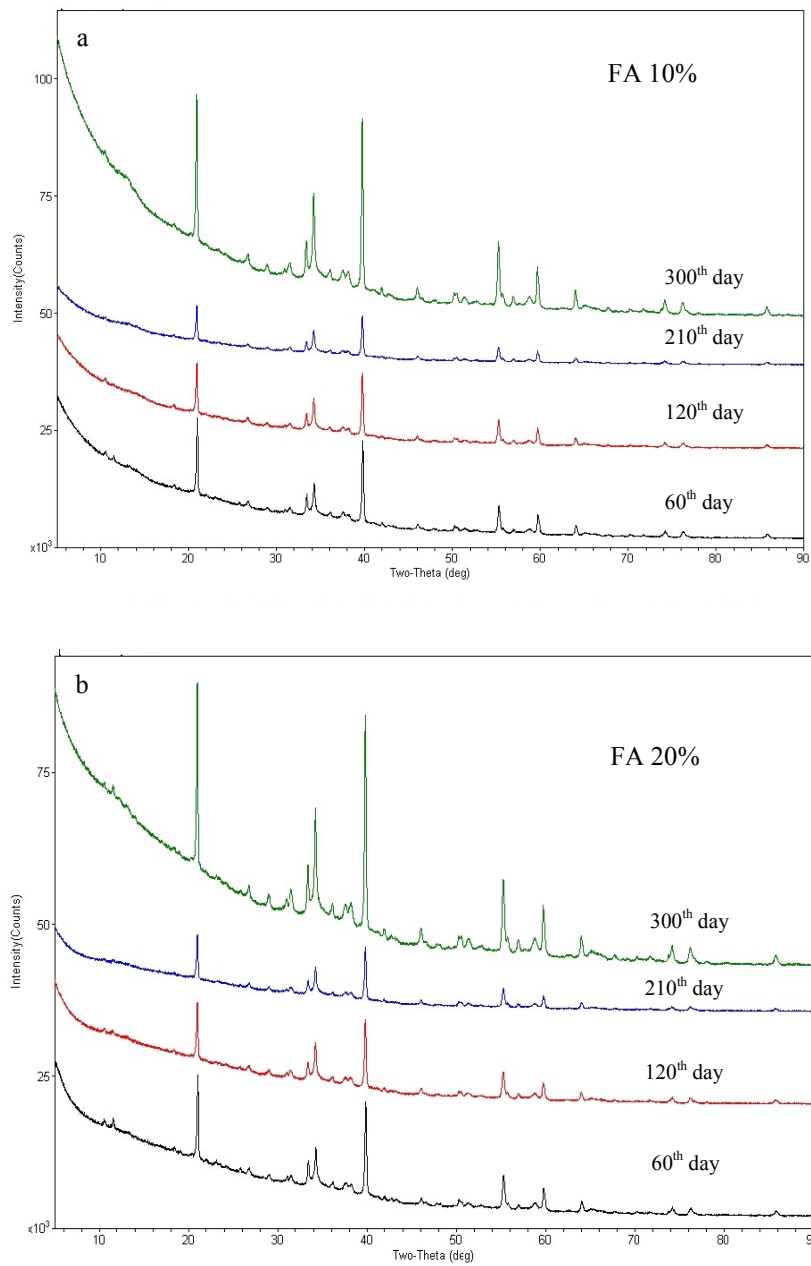 a
FA 10%
100
75
50
25
x10³
Intensity(Counts)
300th day
210th day
120th day
60th day
10 20 30 40 50 60 70 80 90
Two-Theta (deg)
b
FA 20%
75
50
25
x10³
Intensity(Counts)
300th day
210th day
120th day
60th day
10 20 30 40 50 60 70 80 90
Two-Theta (deg)